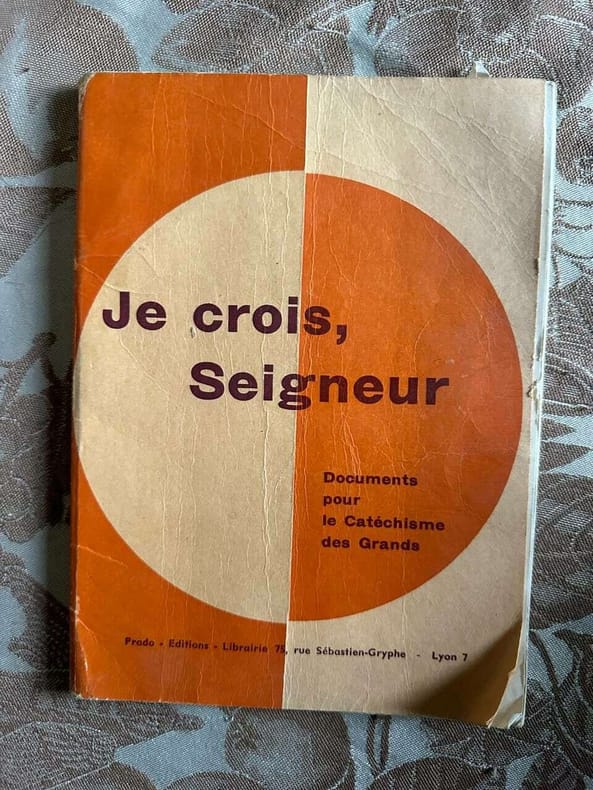 Je crois,
Seigneur
Documents
pour
le Catéchisme
des Grands
Prado - Editions - Librairie 75, rue Sébastien-Gryphe - Lyon 7